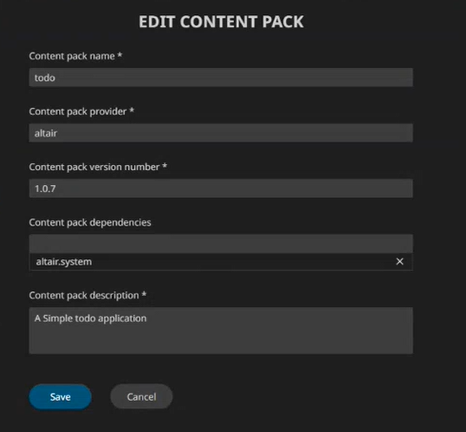 EDIT CONTENT PACK
Content pack name *
todo
Content pack provider *
altair
Content pack version number *
1.0.7
Content pack dependencies
altair.system
Content pack description *
A Simple todo application
Save
Cancel